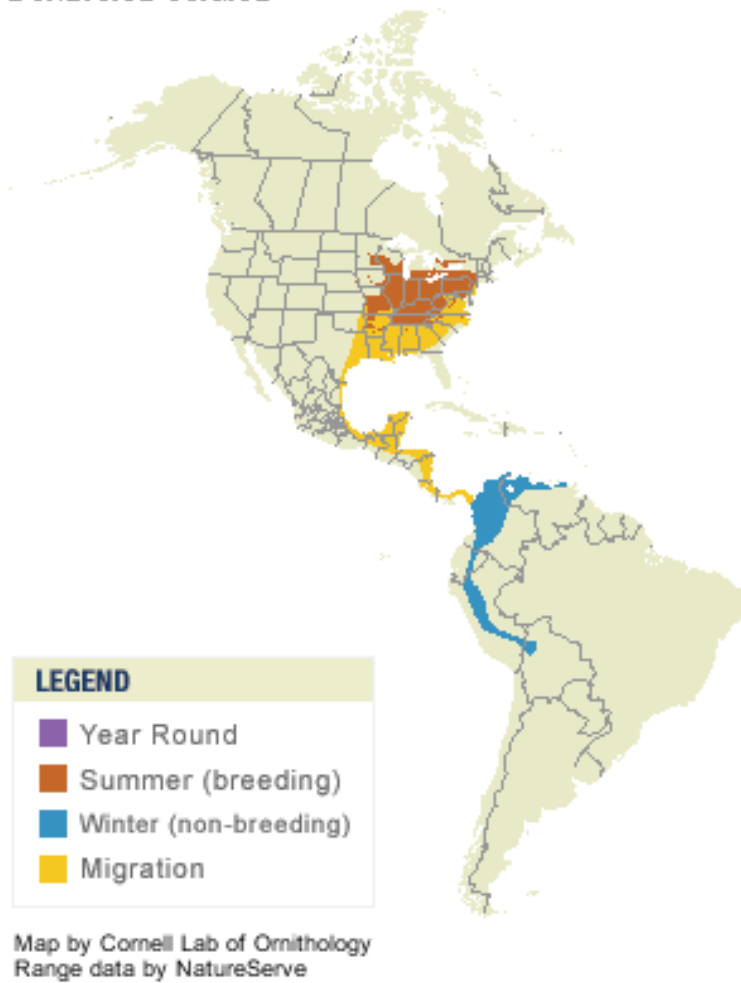 LEGEND
Year Round
Summer (breeding)
Winter (non-breeding)
Migration
Map by Cornell Lab of Ornithology
Range data by NatureServe